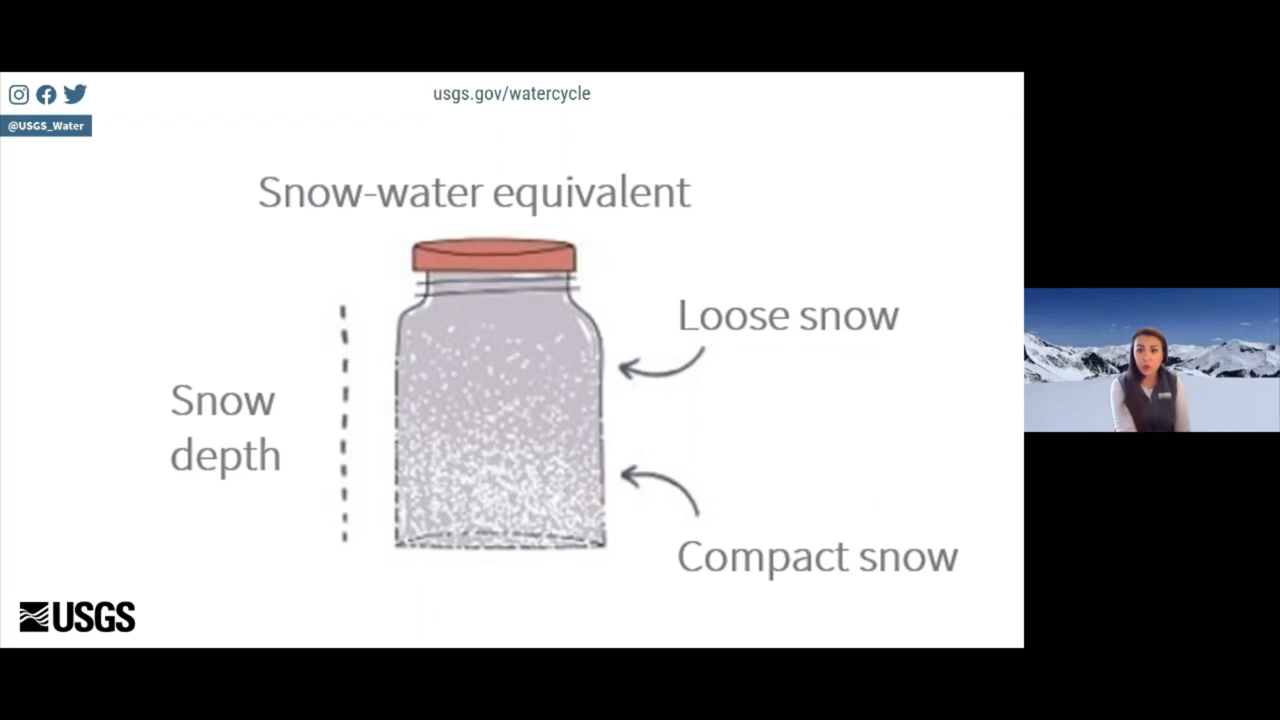 usgs.gov/watercycle
@USGS_Water
Snow-water equivalent
Loose snow
Snow
depth
Compact snow
USGS